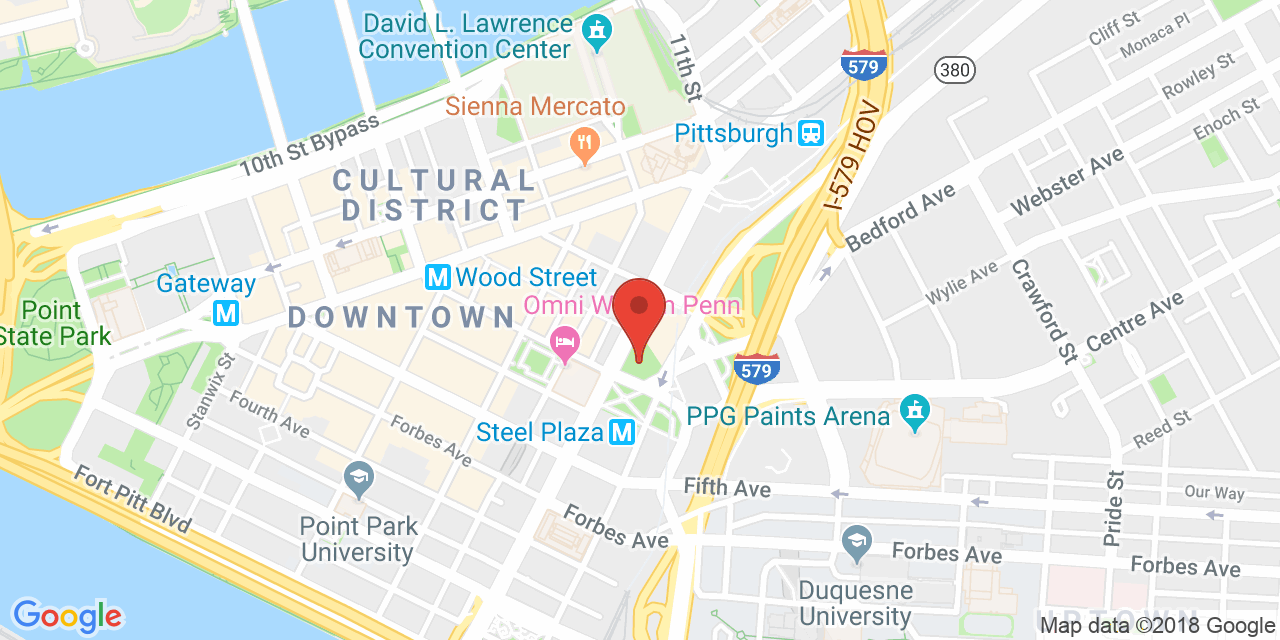 David L. Lawrence
Convention Center
11th St
579
380
Cliff St
Monaca Pl
Rowley St
Enoch St
Sienna Mercato
Pittsburgh
10th St Bypass
I-579 HOV
Webster Ave
Bedford Ave
CULTURAL
DISTRICT
M Wood Street
Wylie Ave
Crawford St
Centre Ave
Gateway
M
Omni W Penn
DOWNTOWN
Point
State Park
579
Stanwix St
Fourth Ave
Forbes Ave
Steel Plaza M
PPG Paints Arena
Reed St
Pride St
Our Way
Fifth Ave
Fort Pitt Blvd
Point Park
University
Forbes Ave
Forbes Ave
Forbes Ave
Duquesne
University
Google
Map data ©2018 Google